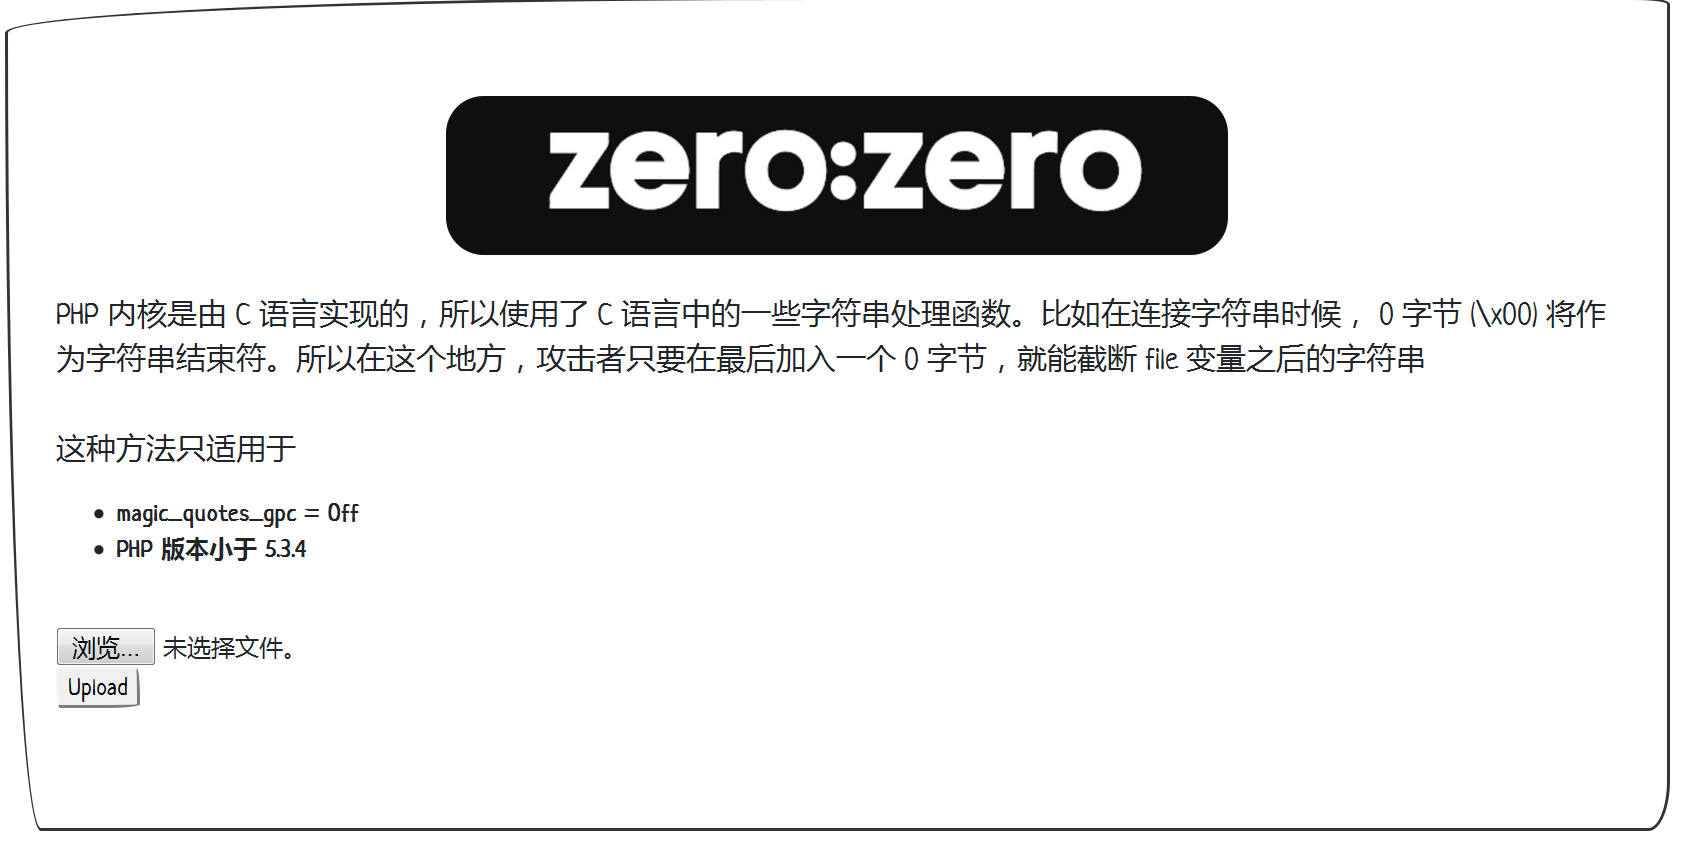 zero:zero
PHP 内核是由 C 语言实现的，所以使用了 C 语言中的一些字符串处理函数。比如在连接字符串时候， 0 字节 (\x00) 将作
为字符串结束符。所以在这个地方，攻击者只要在最后加入一个 0 字节，就能截断 file 变量之后的字符串
这种方法只适用于
• magic_quotes_gpc = Off
• PHP 版本小于 5.3.4
浏览... 未选择文件。
Upload